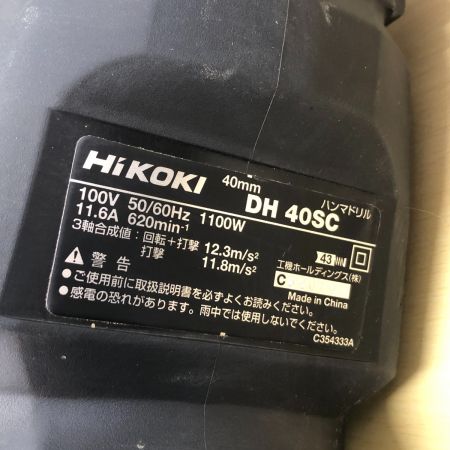 HiKOKI 40mm DH 40SC ハンマドリル
100V 50/60Hz 1100W
11.6A 620min⁻¹
3軸合成値:回転+打撃 12.3m/s²
打撃 11.8m/s²
43
工機ホールディングス(株)
C
Made in China
警告
●ご使用前に取扱説明書を必ずよくお読みください。
●感電の恐れがあります。雨中では使用しないでください。
C354333A